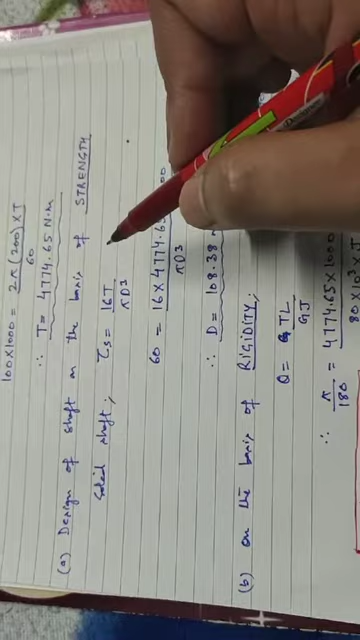 100 × 1000 = 2π(200) × T / 60
∴ T = 4774.65 N.m
(a) Design of shaft on the basis of STRENGTH
Solid shaft; τs = 16T / πD³
60 = 16 × 4774.65 / πD³
∴ D = 108.38
(b) on the basis of RIGIDITY;
θ = TL / GJ
∴ π / 180 = 4774.65 × 1000 / 80 × 10³ × J